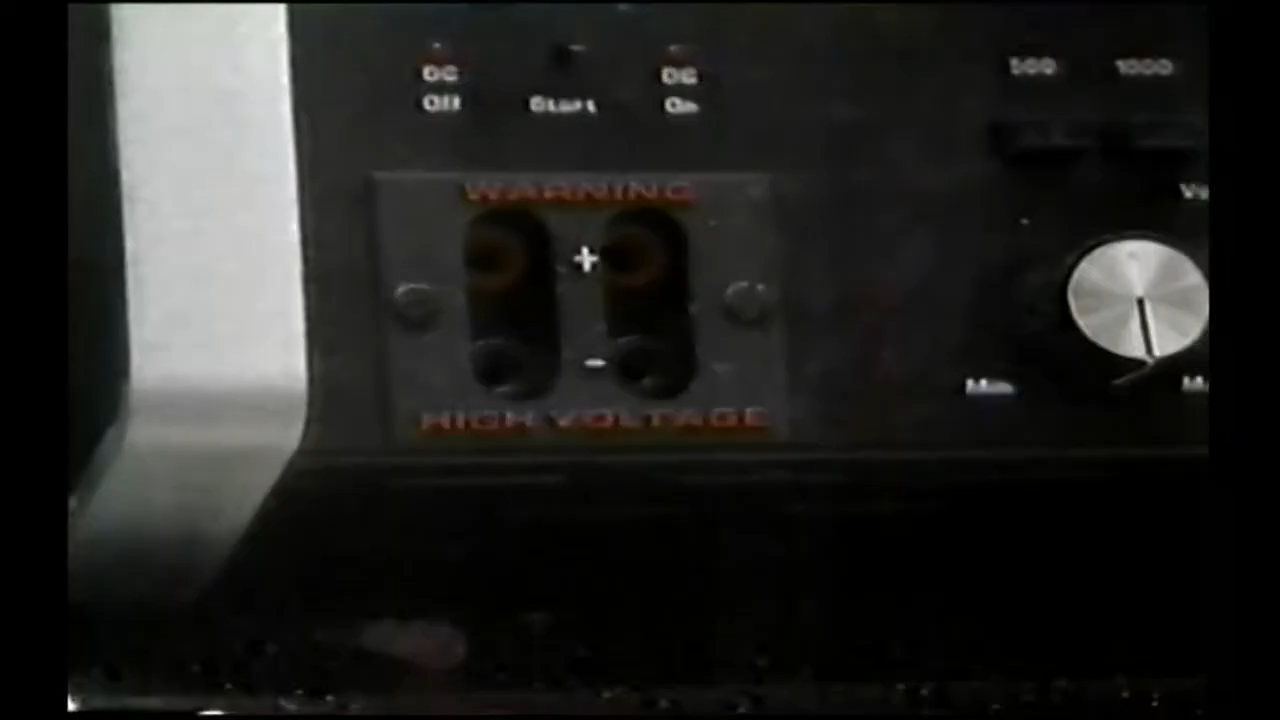 DC
Off
Start
DC
On
500
1000
WARNING
+
-
HIGH VOLTAGE
Min